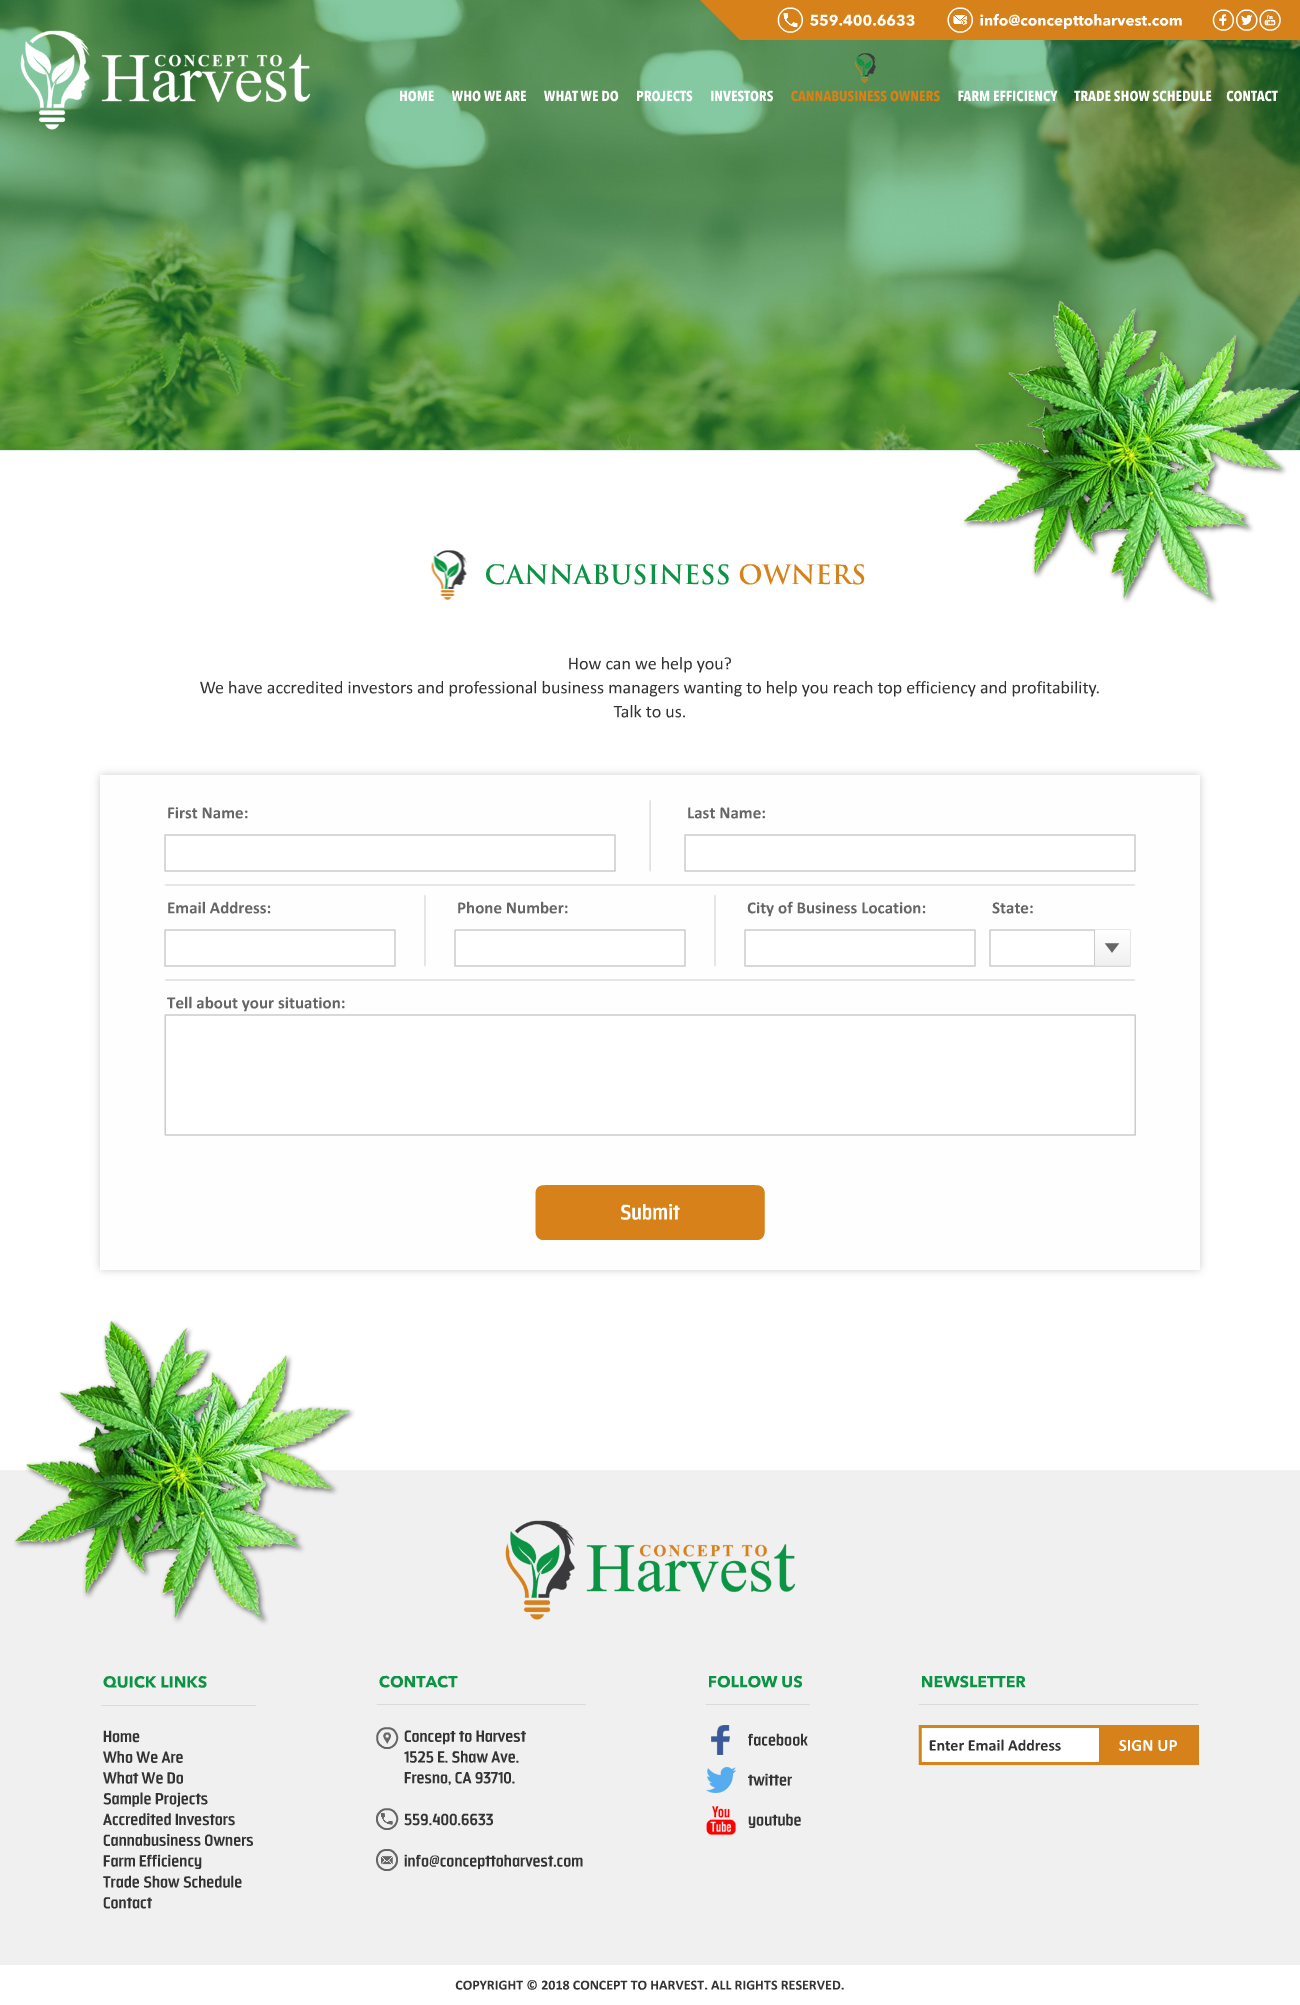 559.400.6633
info@concepttoharvest.com
CONCEPT TO
Harvest
HOME WHO WE ARE WHAT WE DO PROJECTS INVESTORS CANNABUSINESS OWNERS FARM EFFICIENCY TRADE SHOW SCHEDULE CONTACT
CANNABUSINESS OWNERS
How can we help you?
We have accredited investors and professional business managers wanting to help you reach top efficiency and profitability.
Talk to us.
First Name: Last Name:
Email Address: Phone Number: City of Business Location: State:
Tell about your situation:
Submit
CONCEPT TO
Harvest
QUICK LINKS
Home
Who We Are
What We Do
Sample Projects
Accredited Investors
Cannabusiness Owners
Farm Efficiency
Trade Show Schedule
Contact
CONTACT
Concept to Harvest
1525 E. Shaw Ave.
Fresno, CA 93710.
559.400.6633
info@concepttoharvest.com
FOLLOW US
facebook
twitter
You
Tube
youtube
NEWSLETTER
Enter Email Address SIGN UP
COPYRIGHT © 2018 CONCEPT TO HARVEST. ALL RIGHTS RESERVED.